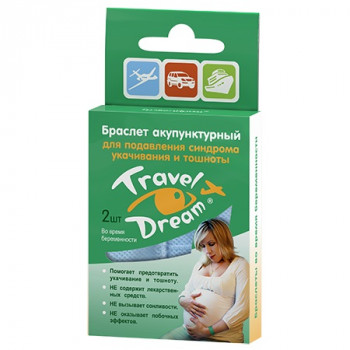 Браслет акупунктурный
для подавления синдрома
укачивания и тошноты
Travel
Dream®
2шт
Во время
беременности
Помогает предотвратить
укачивание и тошноту.
НЕ содержит лекарствен-
ных средств.
НЕ вызывает сонливости.
НЕ оказывает побочных
эффектов.
Браслеты во время беременности